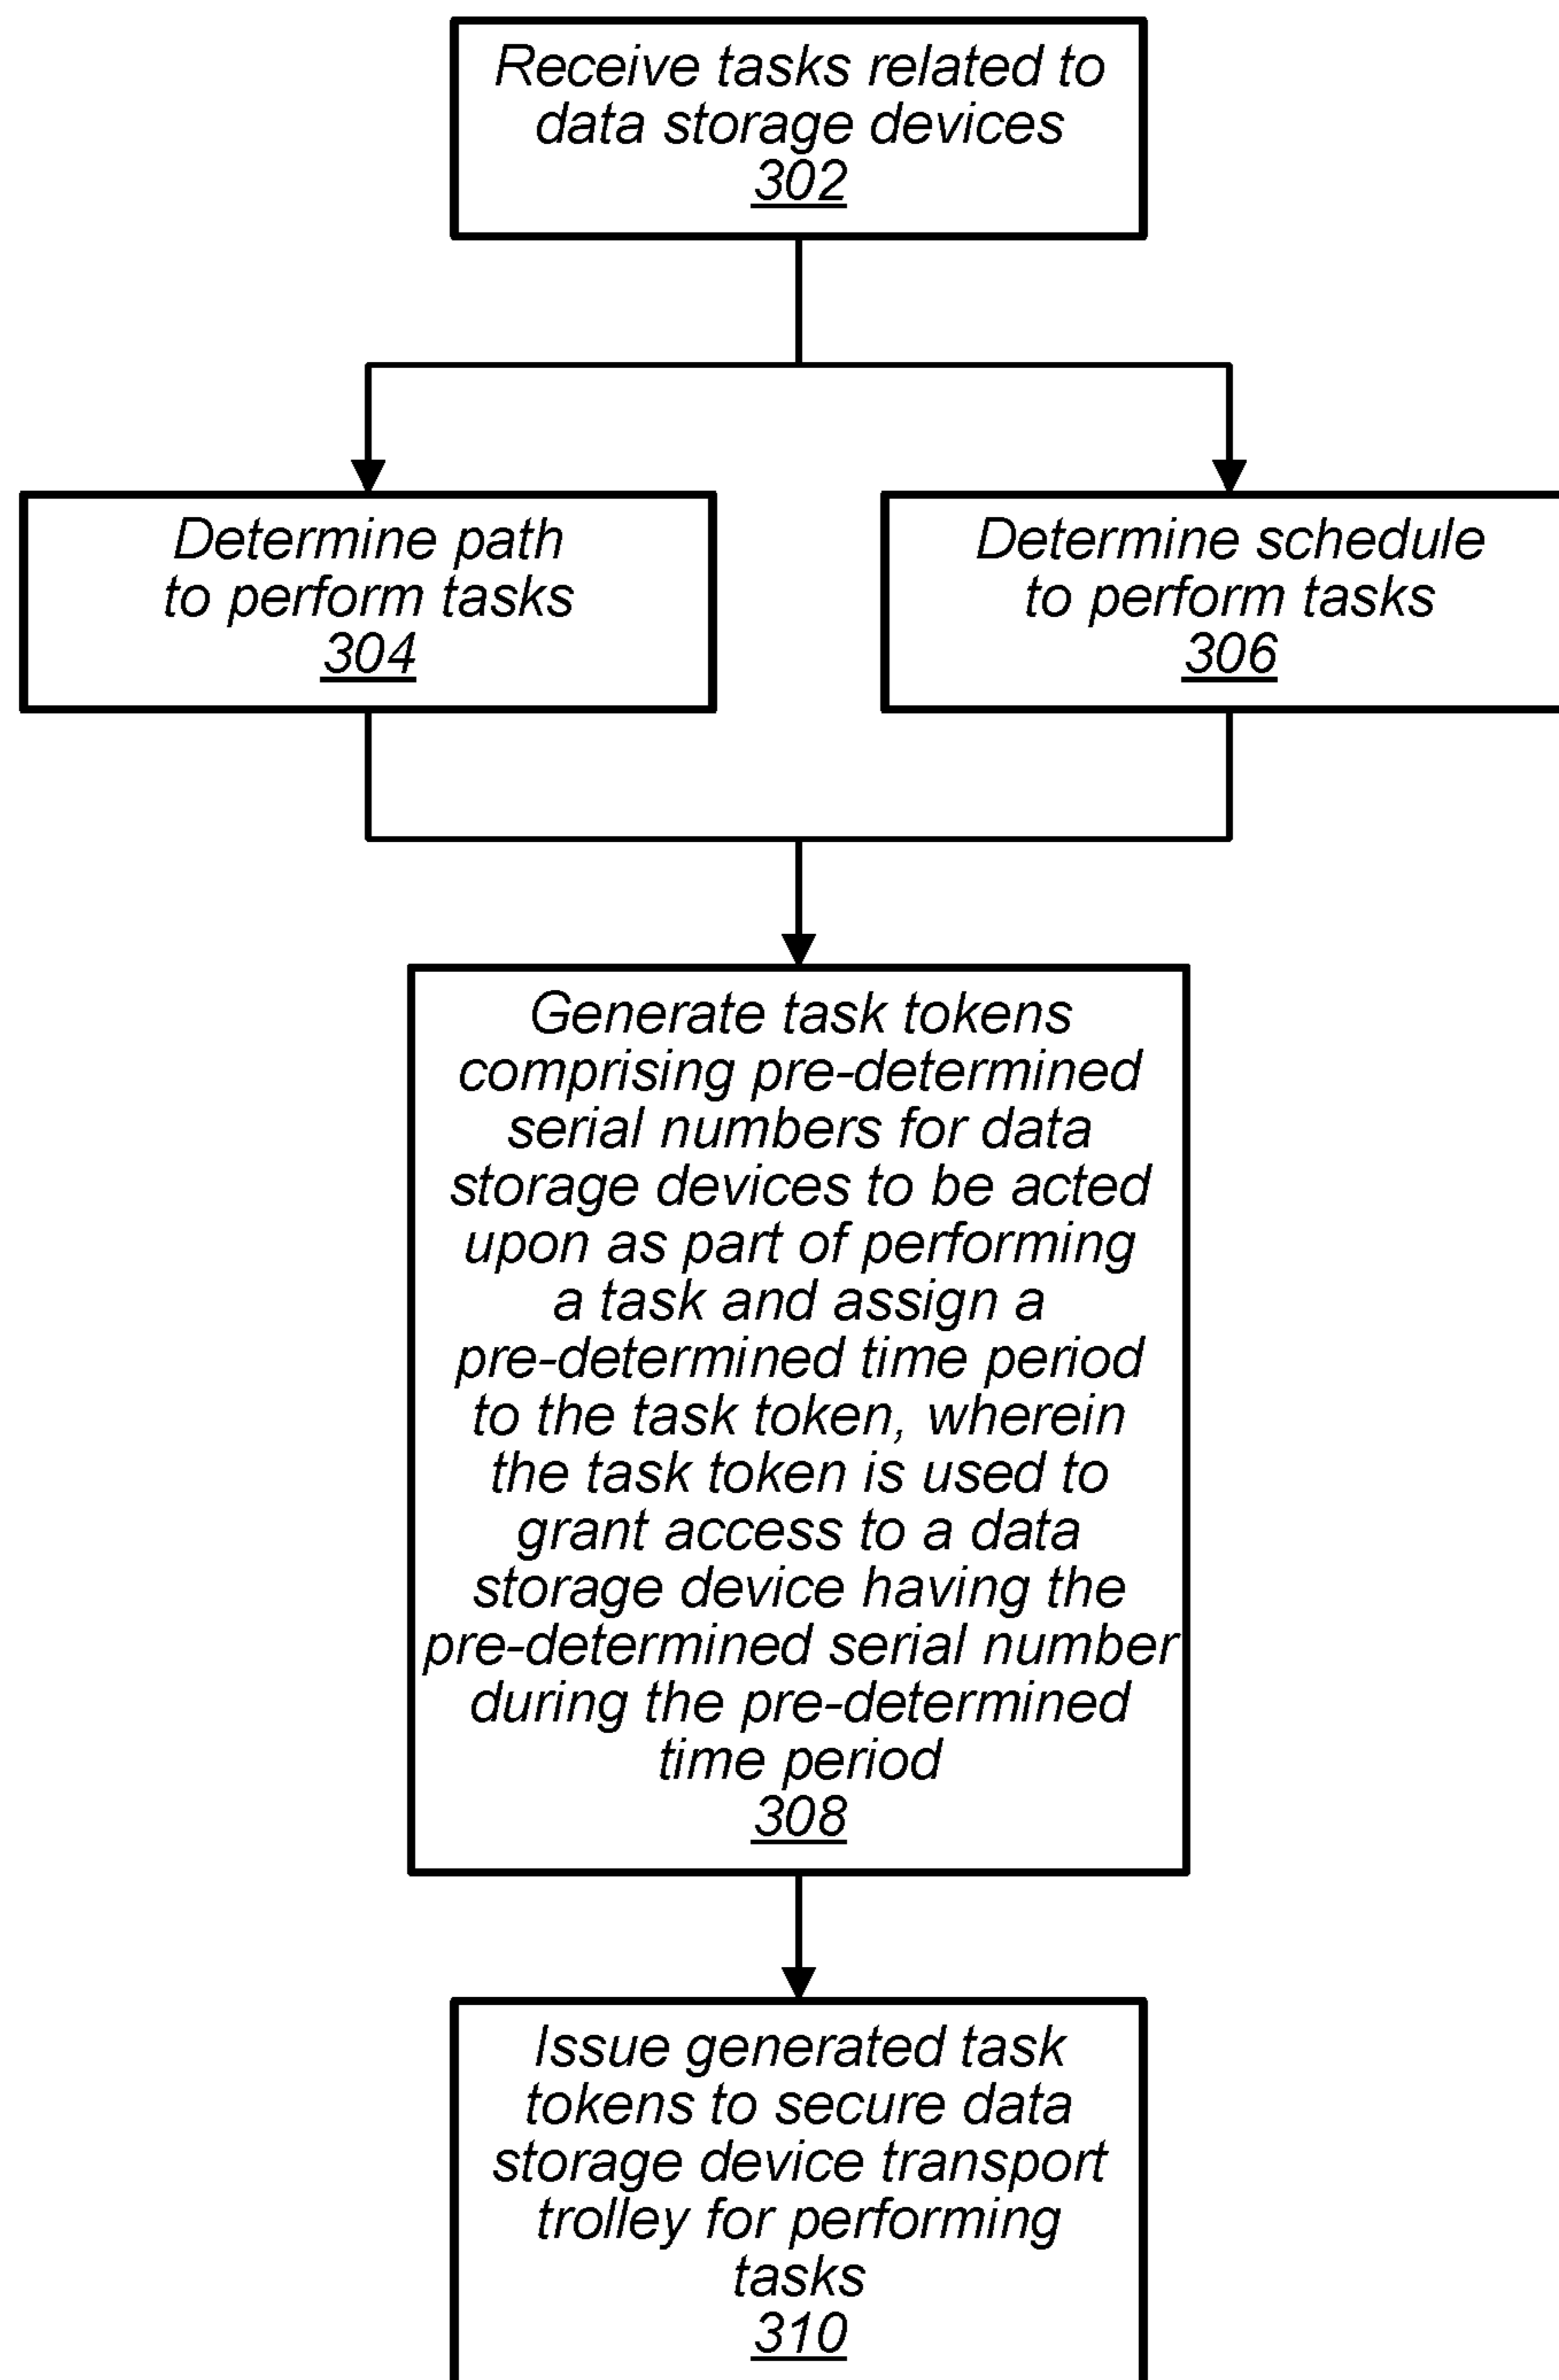 Receive tasks related to
data storage devices
302
Determine path
to perform tasks
304
Determine schedule
to perform tasks
306
Generate task tokens
comprising pre-determined
serial numbers for data
storage devices to be acted
upon as part of performing
a task and assign a
pre-determined time period
to the task token, wherein
the task token is used to
grant access to a data
storage device having the
pre-determined serial number
during the pre-determined
time period
308
Issue generated task
tokens to secure data
storage device transport
trolley for performing
tasks
310